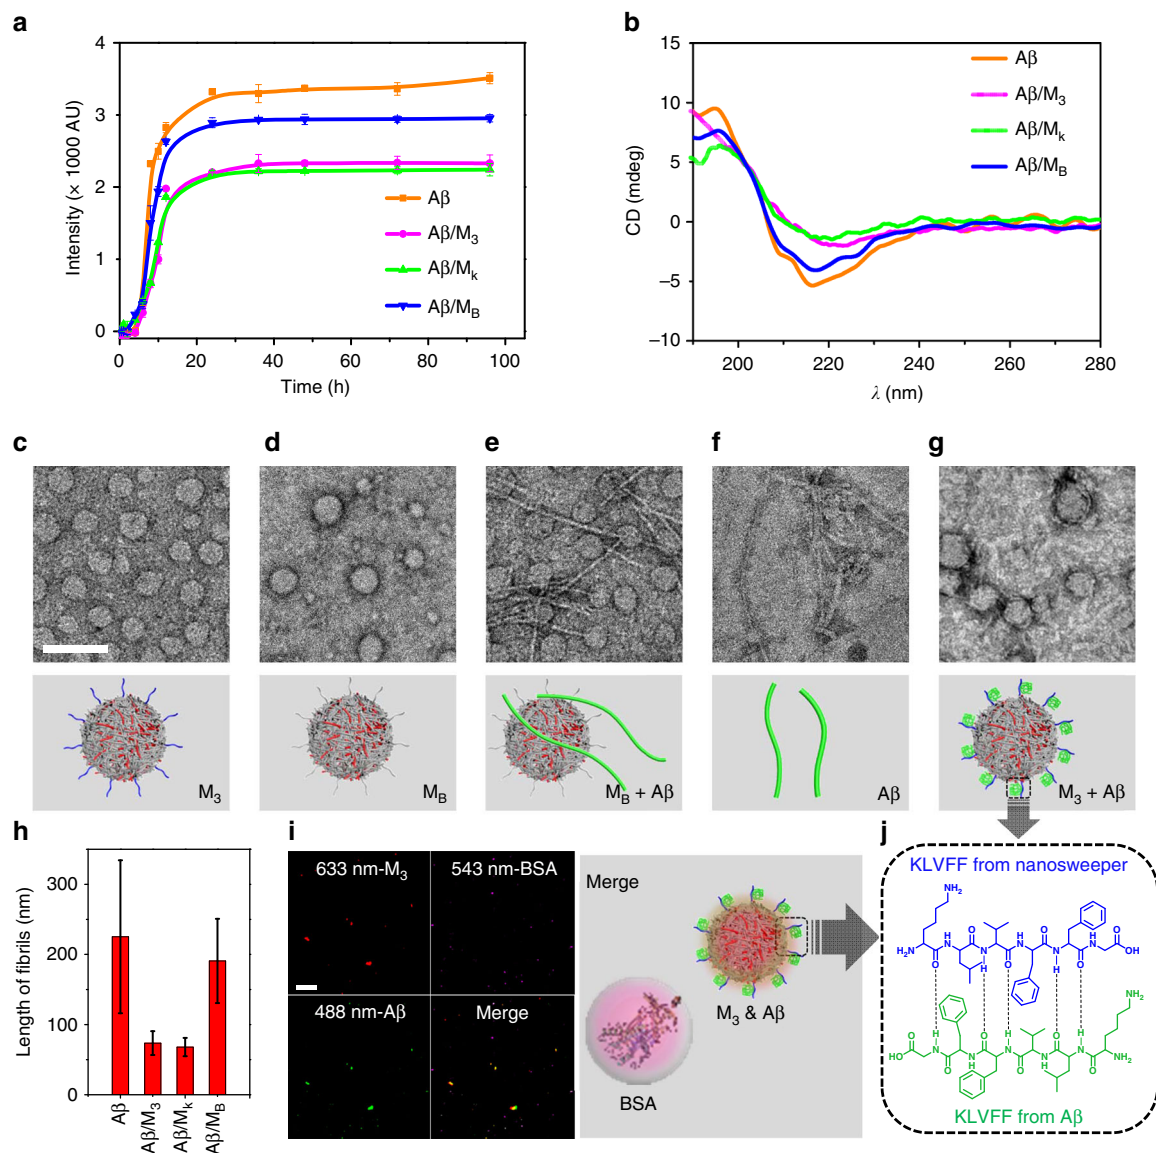 a
4
3
2
1
0
0
20
40
60
80
100
Intensity (× 1000 AU)
Time (h)
Aβ
Aβ/M3
Aβ/Mk
Aβ/MB
b
15
10
5
0
−5
−10
200
220
240
260
280
CD (mdeg)
λ (nm)
Aβ
Aβ/M3
Aβ/Mk
Aβ/MB
c
d
e
f
g
M3
MB
MB + Aβ
Aβ
M3 + Aβ
h
300
200
100
0
Length of fibrils (nm)
Aβ
Aβ/M3
Aβ/Mk
Aβ/MB
i
633 nm-M3
543 nm-BSA
488 nm-Aβ
Merge
Merge
M3 & Aβ
BSA
j
KLVFF from nanosweeper
NH2
H2N
O
H
N
O
H
N
O
H
N
O
H
N
O
H
N
O
OH
HO
O
H
N
O
H
N
O
H
N
O
H
N
O
H
N
O
NH2
NH2
KLVFF from Aβ